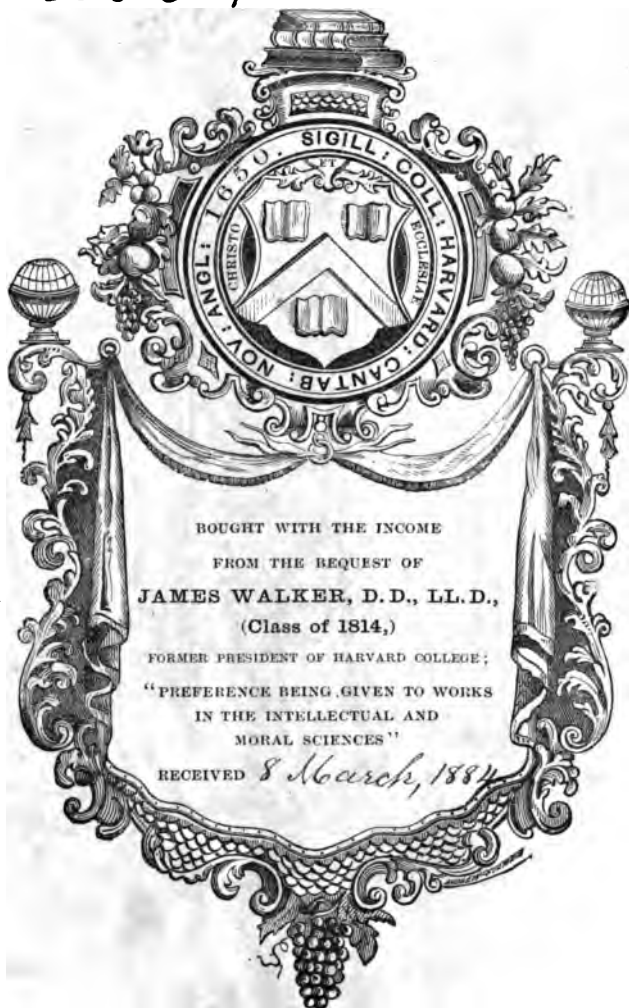 SIGILL: COLL: HARVARD: CANTAB: NOV: ANGL: 1650.
ET
CHRISTO
ECCLESIAE
BOUGHT WITH THE INCOME
FROM THE BEQUEST OF
JAMES WALKER, D.D., LL.D.,
(Class of 1814,)
FORMER PRESIDENT OF HARVARD COLLEGE;
"PREFERENCE BEING GIVEN TO WORKS
IN THE INTELLECTUAL AND
MORAL SCIENCES"
RECEIVED 8 March, 1884